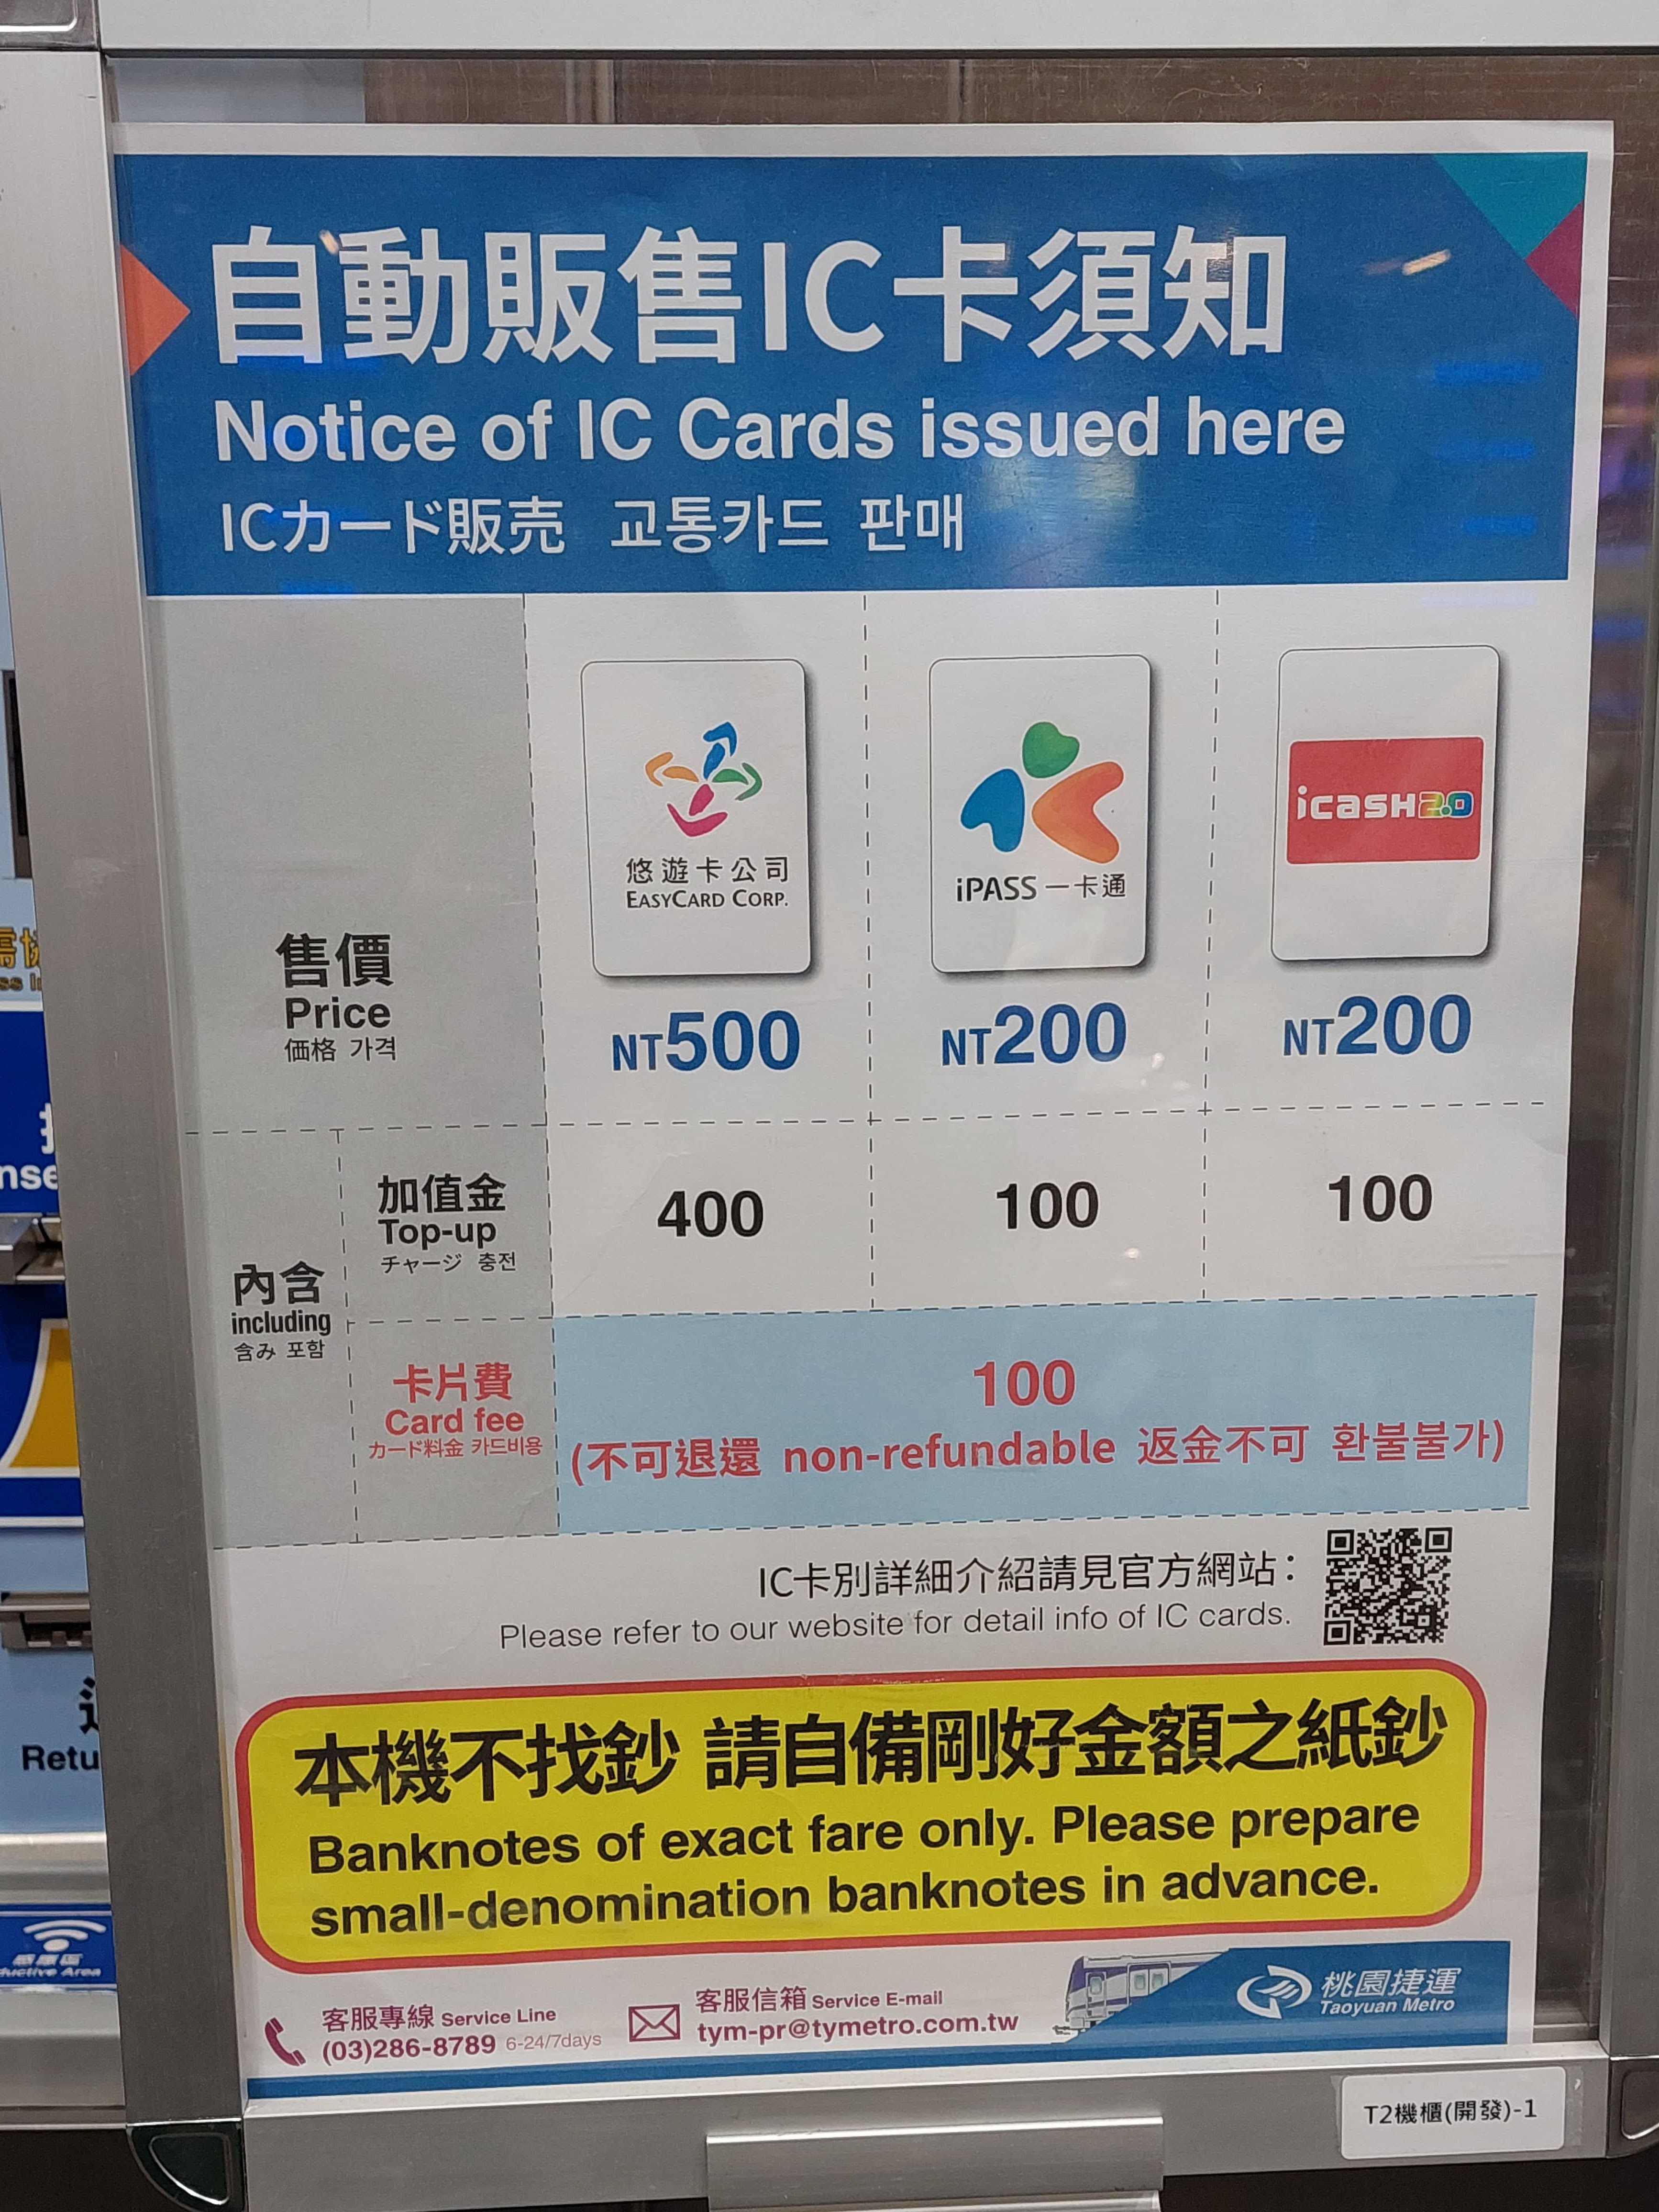 自動販售IC卡須知
Notice of IC Cards issued here
ICカード販売 교통카드 판매
悠遊卡公司
EASYCARD CORP.
iPASS 一卡通
icash2.0
售價
Price
価格 가격
NT500
NT200
NT200
內含
including
含み 포함
加值金
Top-up
チャージ 충전
400
100
100
卡片費
Card fee
カード料金 카드비용
100
(不可退還 non-refundable 返金不可 환불불가)
IC卡別詳細介紹請見官方網站：
Please refer to our website for detail info of IC cards.
本機不找鈔 請自備剛好金額之紙鈔
Banknotes of exact fare only. Please prepare
small-denomination banknotes in advance.
客服專線 Service Line
(03)286-8789 6-24/7days
客服信箱 Service E-mail
tym-pr@tymetro.com.tw
桃園捷運
Taoyuan Metro
T2機櫃(開發)-1